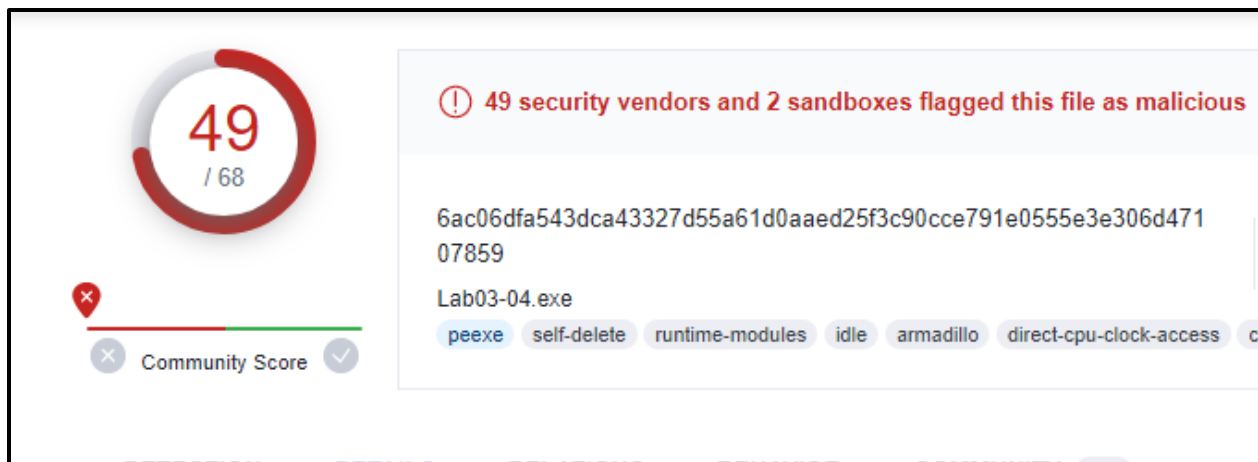 49
/ 68
Community Score
49 security vendors and 2 sandboxes flagged this file as malicious
6ac06dfa543dca43327d55a61d0aaed25f3c90cce791e0555e3e306d471
07859
Lab03-04.exe
peexe self-delete runtime-modules idle armadillo direct-cpu-clock-access c